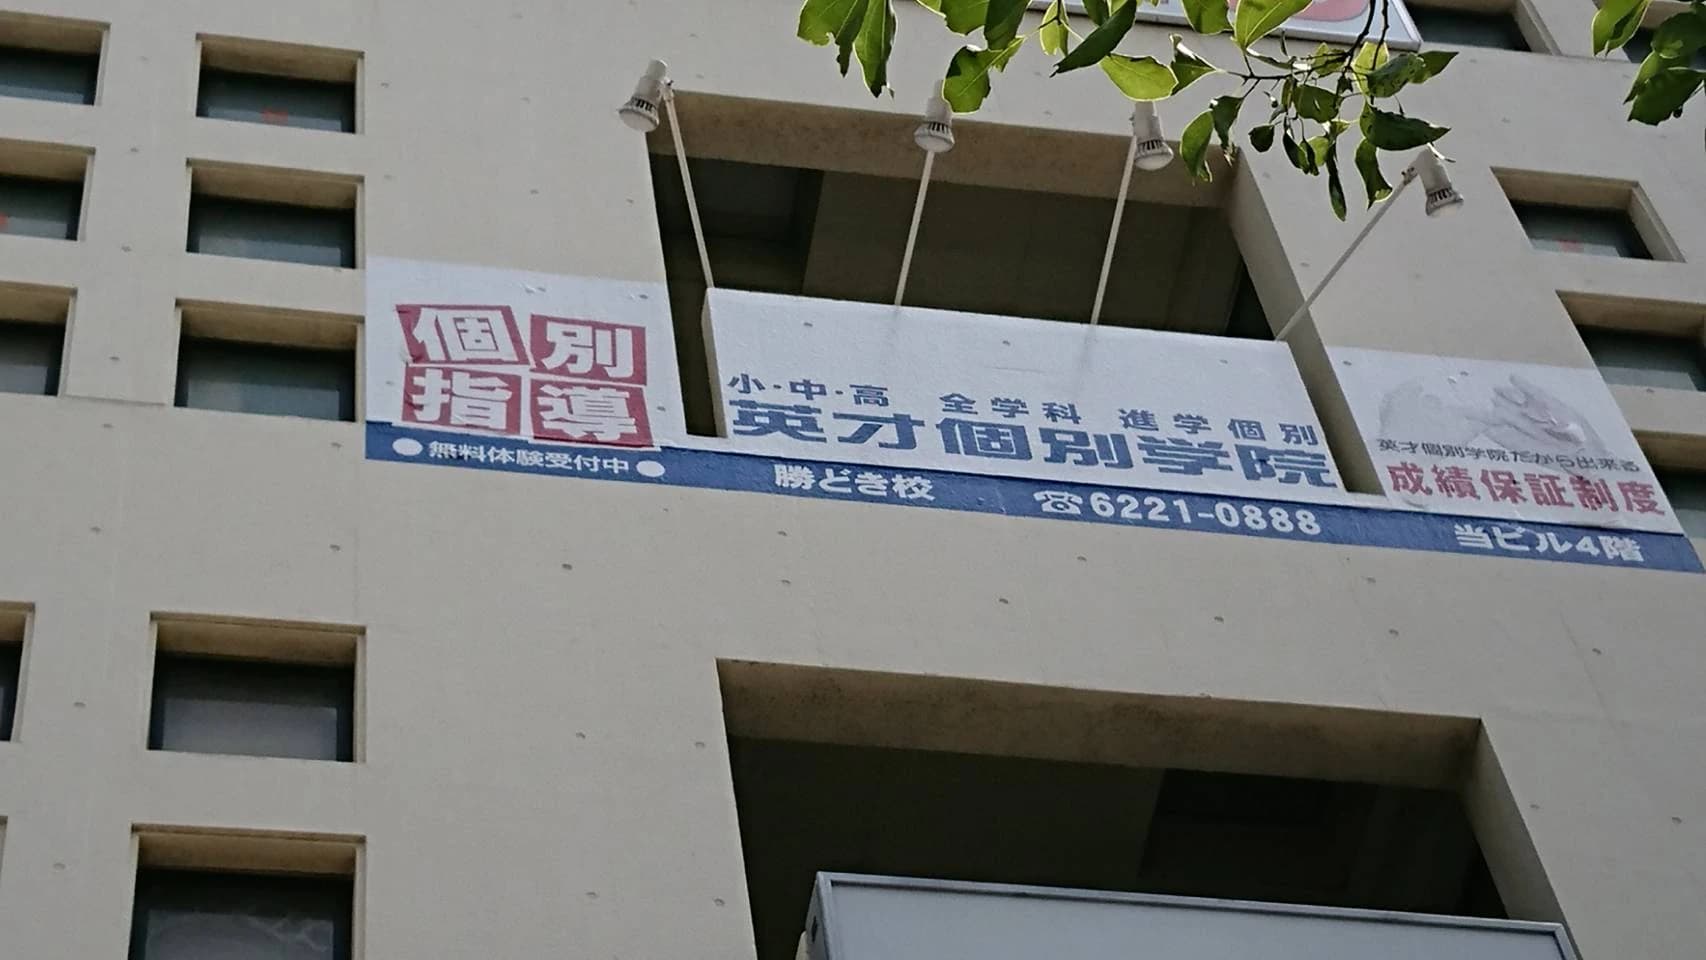 個別
指導
●無料体験受付中●
小・中・高 全学科 進学個別
英才個別学院
勝どき校 ☎6221-0888
英才個別学院だから出来る
成績保証制度
当ビル4階